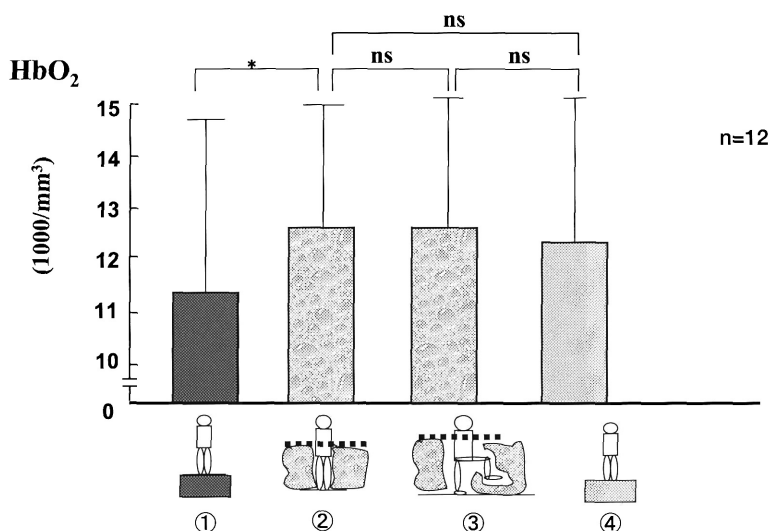 ns
* ns ns
HbO₂
n=12
(1000/mm³)
15
14
13
12
11
10
0
① ② ③ ④